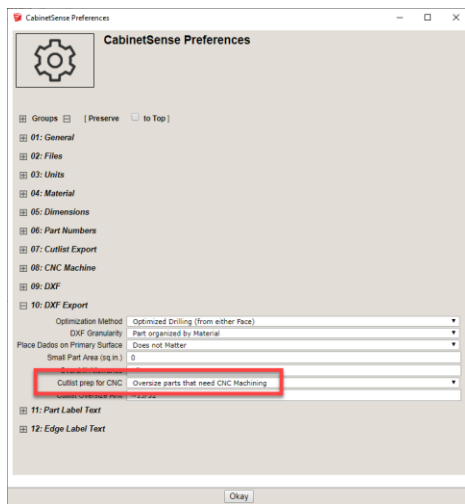 CabinetSense Preferences
CabinetSense Preferences
Groups [ Preserve to Top ]
01: General
02: Files
03: Units
04: Material
05: Dimensions
06: Part Numbers
07: Cutlist Export
08: CNC Machine
09: DXF
10: DXF Export
Optimization Method Optimized Drilling (from either Face)
DXF Granularity Part organized by Material
Place Dados on Primary Surface Does not Matter
Small Part Area (sq.in.) 0
Cutlist prep for CNC Oversize parts that need CNC Machining
Cutlist Oversize Amt
11: Part Label Text
12: Edge Label Text
Okay